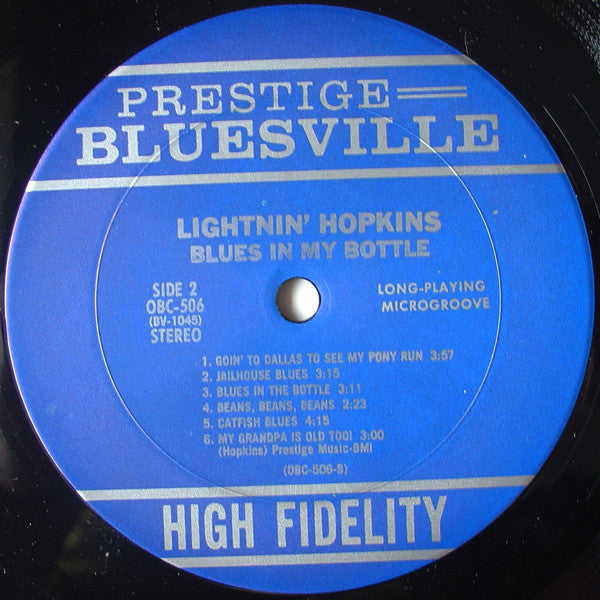 PRESTIGE
BLUESVILLE
LIGHTNIN' HOPKINS
BLUES IN MY BOTTLE
SIDE 2
OBC-506
(BV-1045)
STEREO
LONG-PLAYING
MICROGROOVE
1. GOIN' TO DALLAS TO SEE MY PONY RUN 3:57
2. JAILHOUSE BLUES 3:15
3. BLUES IN THE BOTTLE 3:11
4. BEANS, BEANS, BEANS 2:23
5. CATFISH BLUES 4:15
6. MY GRANDPA IS OLD TOO! 3:00
(Hopkins) Prestige Music-BMI
(OBC-506-B)
HIGH FIDELITY